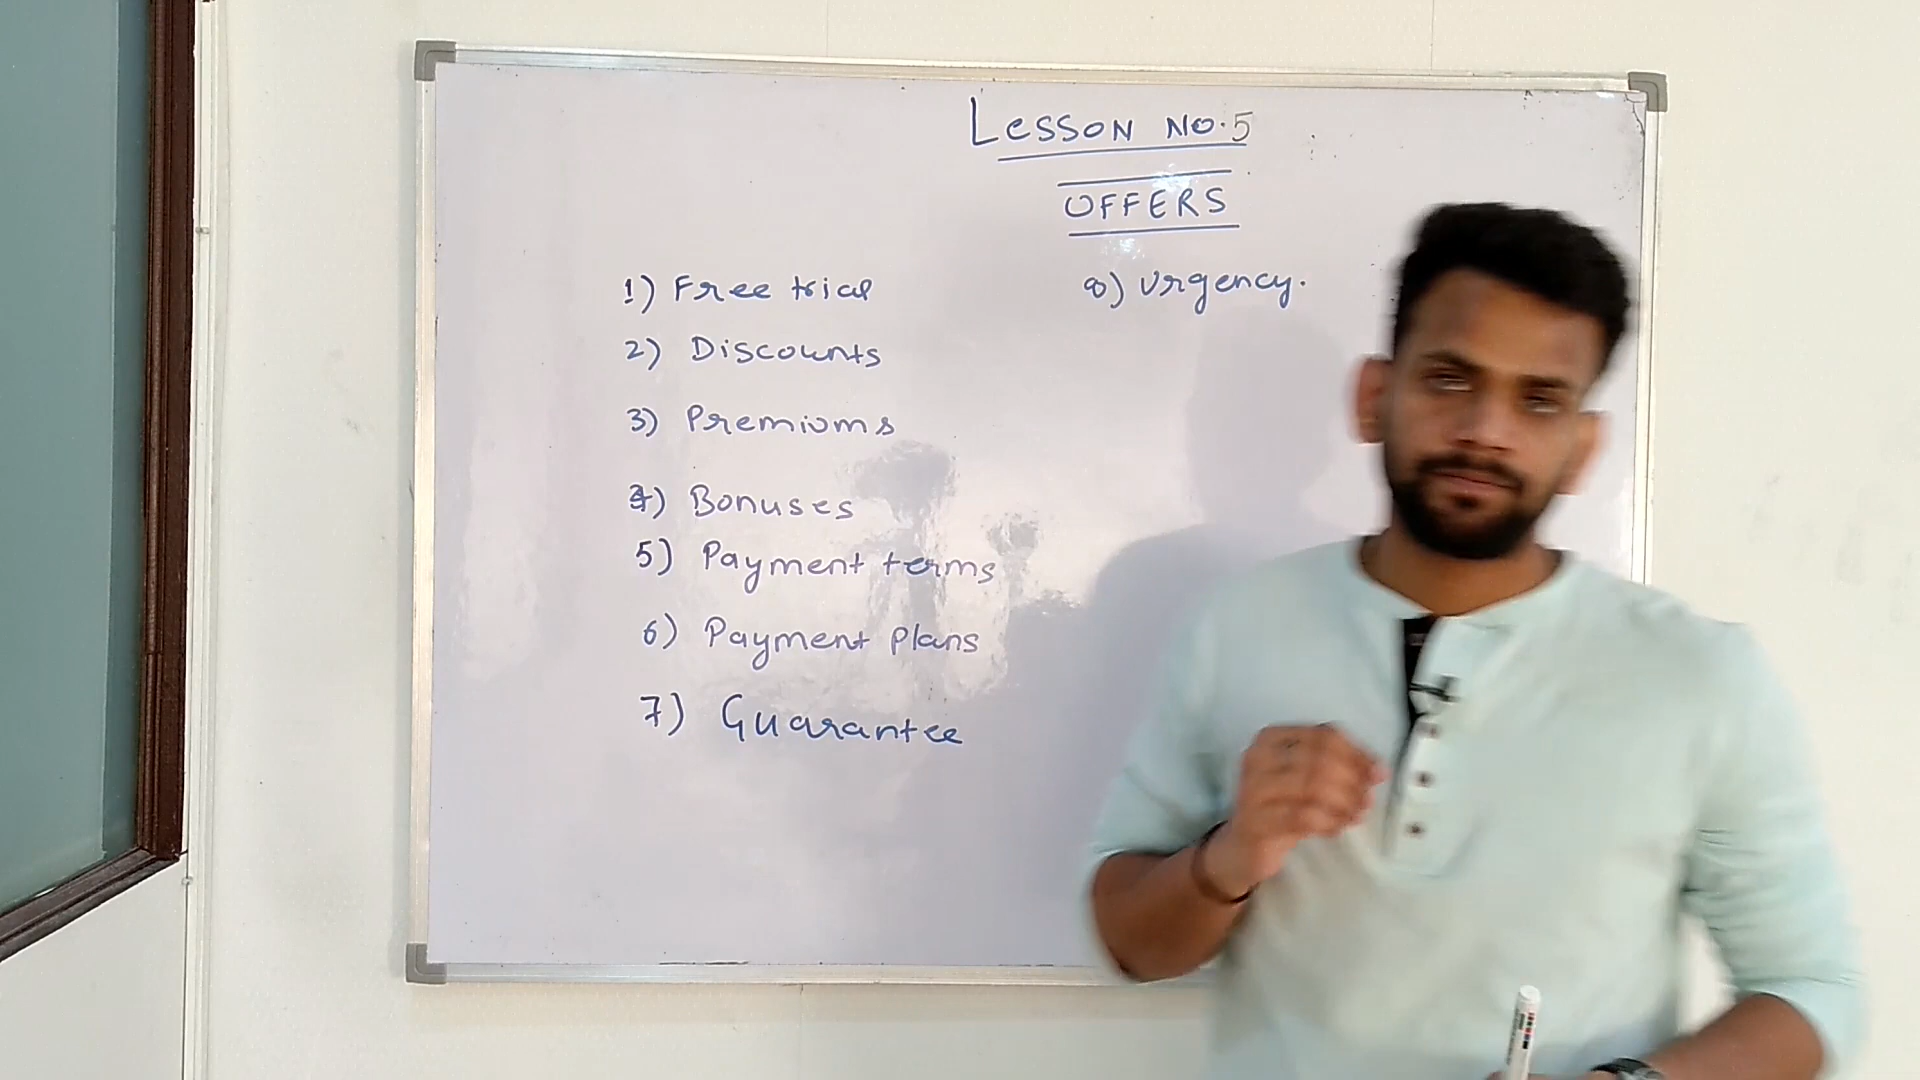 Lesson No. 5
OFFERS
1) Free trial
2) Discounts
3) Premiums
4) Bonuses
5) Payment terms
6) Payment plans
7) Guarantee
8) Urgency.